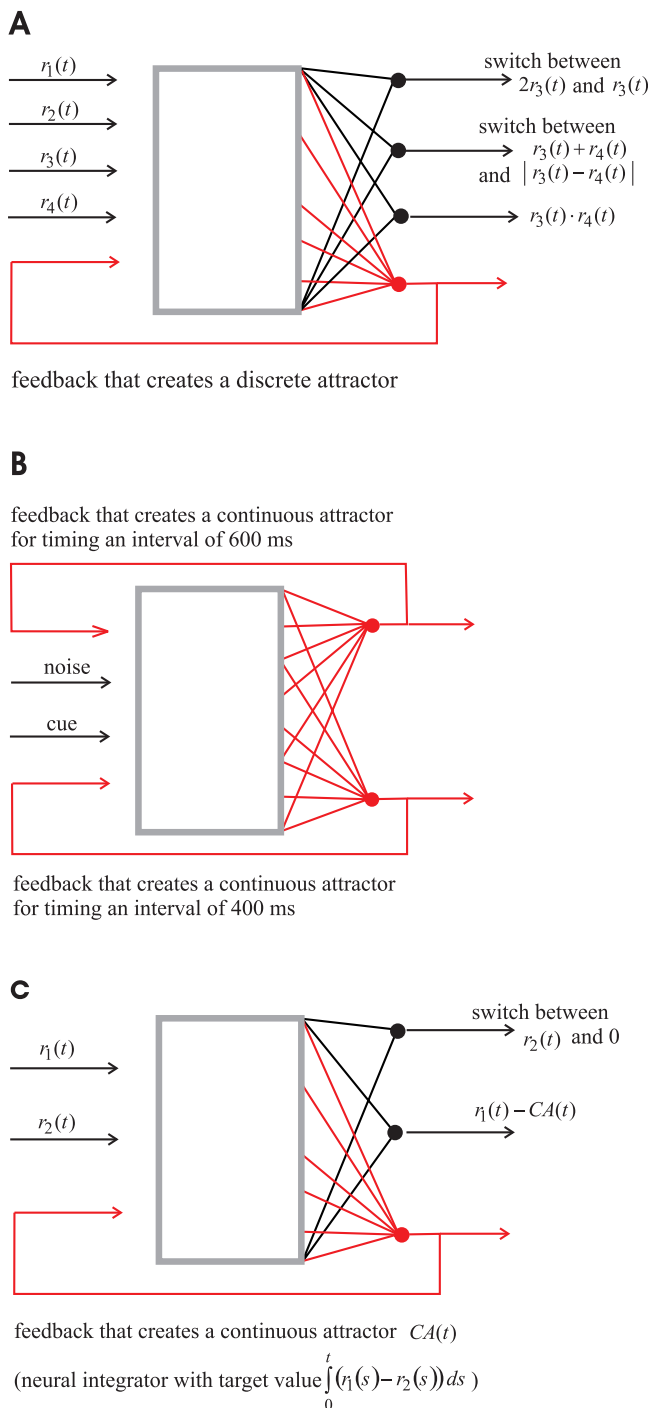 A
r₁(t)
r₂(t)
r₃(t)
r₄(t)
switch between
2r₃(t) and r₃(t)
switch between
r₃(t)+r₄(t)
and |r₃(t)−r₄(t)|
r₃(t)·r₄(t)
feedback that creates a discrete attractor
B
feedback that creates a continuous attractor
for timing an interval of 600 ms
noise
cue
feedback that creates a continuous attractor
for timing an interval of 400 ms
C
r₁(t)
r₂(t)
switch between
r₂(t) and 0
r₁(t)−CA(t)
feedback that creates a continuous attractor CA(t)
(neural integrator with target value ∫₀ᵗ(r₁(s)−r₂(s))ds )